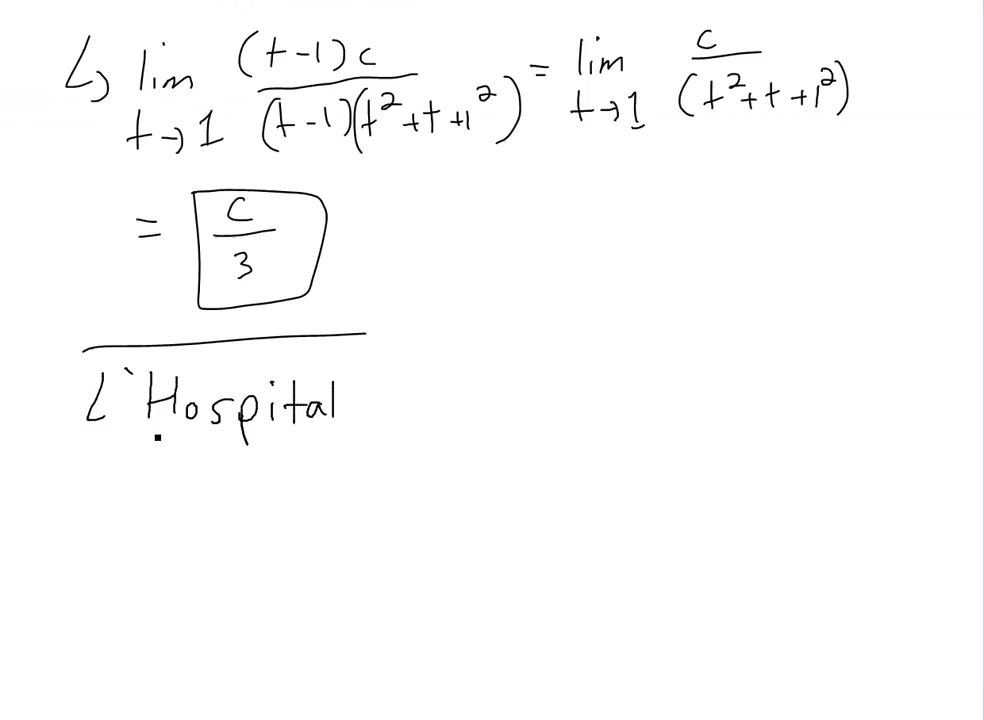 ↳ lim t→1 (t-1)c / (t-1)(t²+t+1²) = lim t→1 c / (t²+t+1²)
= c/3
L`Hospital